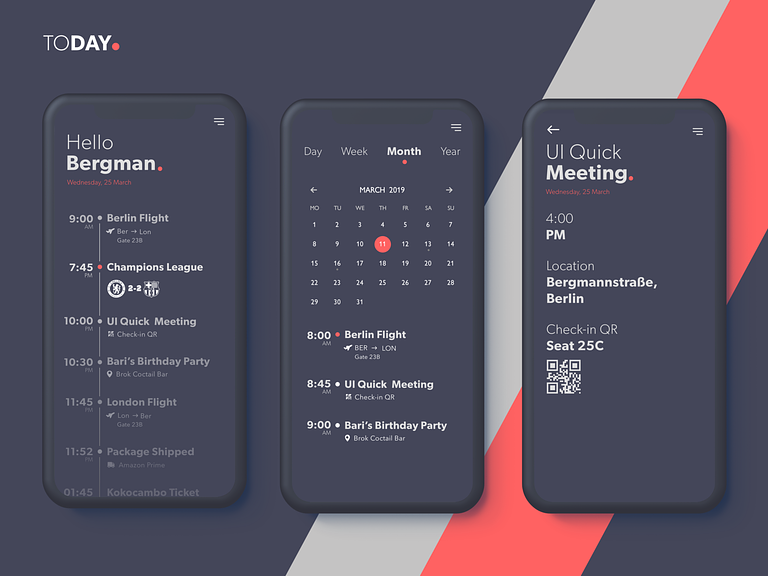 TODAY.
Hello
Bergman.
Wednesday, 25 March
9:00 Berlin Flight
AM Ber → Lon
Gate 23B
7:45 Champions League
PM
2-2
10:00 UI Quick Meeting
PM Check-in QR
10:30 Bari's Birthday Party
PM Brok Coctail Bar
11:45 London Flight
PM Lon → Ber
Gate 23B
11:52 Package Shipped
PM Amazon Prime
01:45 Kokocambo Ticket
Day Week Month Year
← MARCH 2019 →
MO TU WE TH FR SA SU
1 2 3 4 5 6 7
8 9 10 11 12 13 14
15 16 17 18 19 20 21
22 23 24 25 26 27 28
29 30 31
8:00 Berlin Flight
AM BER → LON
Gate 23B
8:45 UI Quick Meeting
AM Check-in QR
9:00 Bari's Birthday Party
AM Brok Coctail Bar
←
UI Quick
Meeting.
Wednesday, 25 March
4:00
PM
Location
Bergmannstraße,
Berlin
Check-in QR
Seat 25C